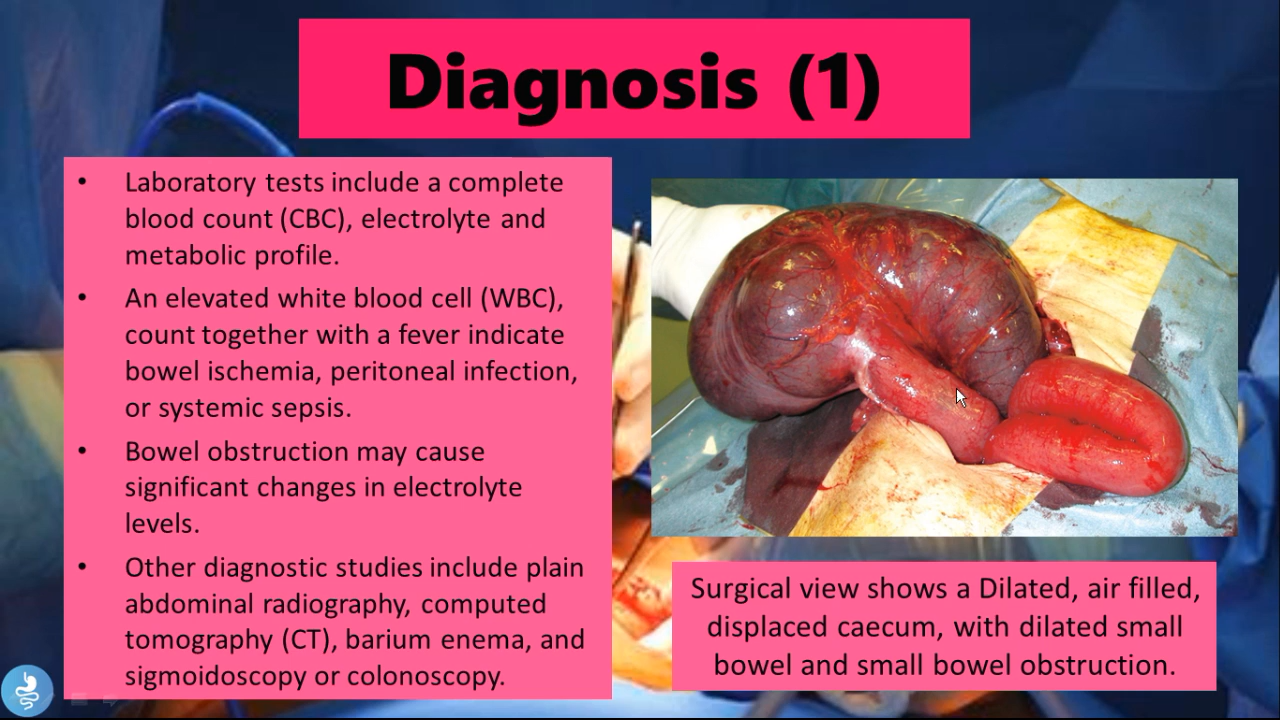 Diagnosis (1)
• Laboratory tests include a complete
blood count (CBC), electrolyte and
metabolic profile.
• An elevated white blood cell (WBC),
count together with a fever indicate
bowel ischemia, peritoneal infection,
or systemic sepsis.
• Bowel obstruction may cause
significant changes in electrolyte
levels.
• Other diagnostic studies include plain
abdominal radiography, computed
tomography (CT), barium enema, and
sigmoidoscopy or colonoscopy.
Surgical view shows a Dilated, air filled,
displaced caecum, with dilated small
bowel and small bowel obstruction.